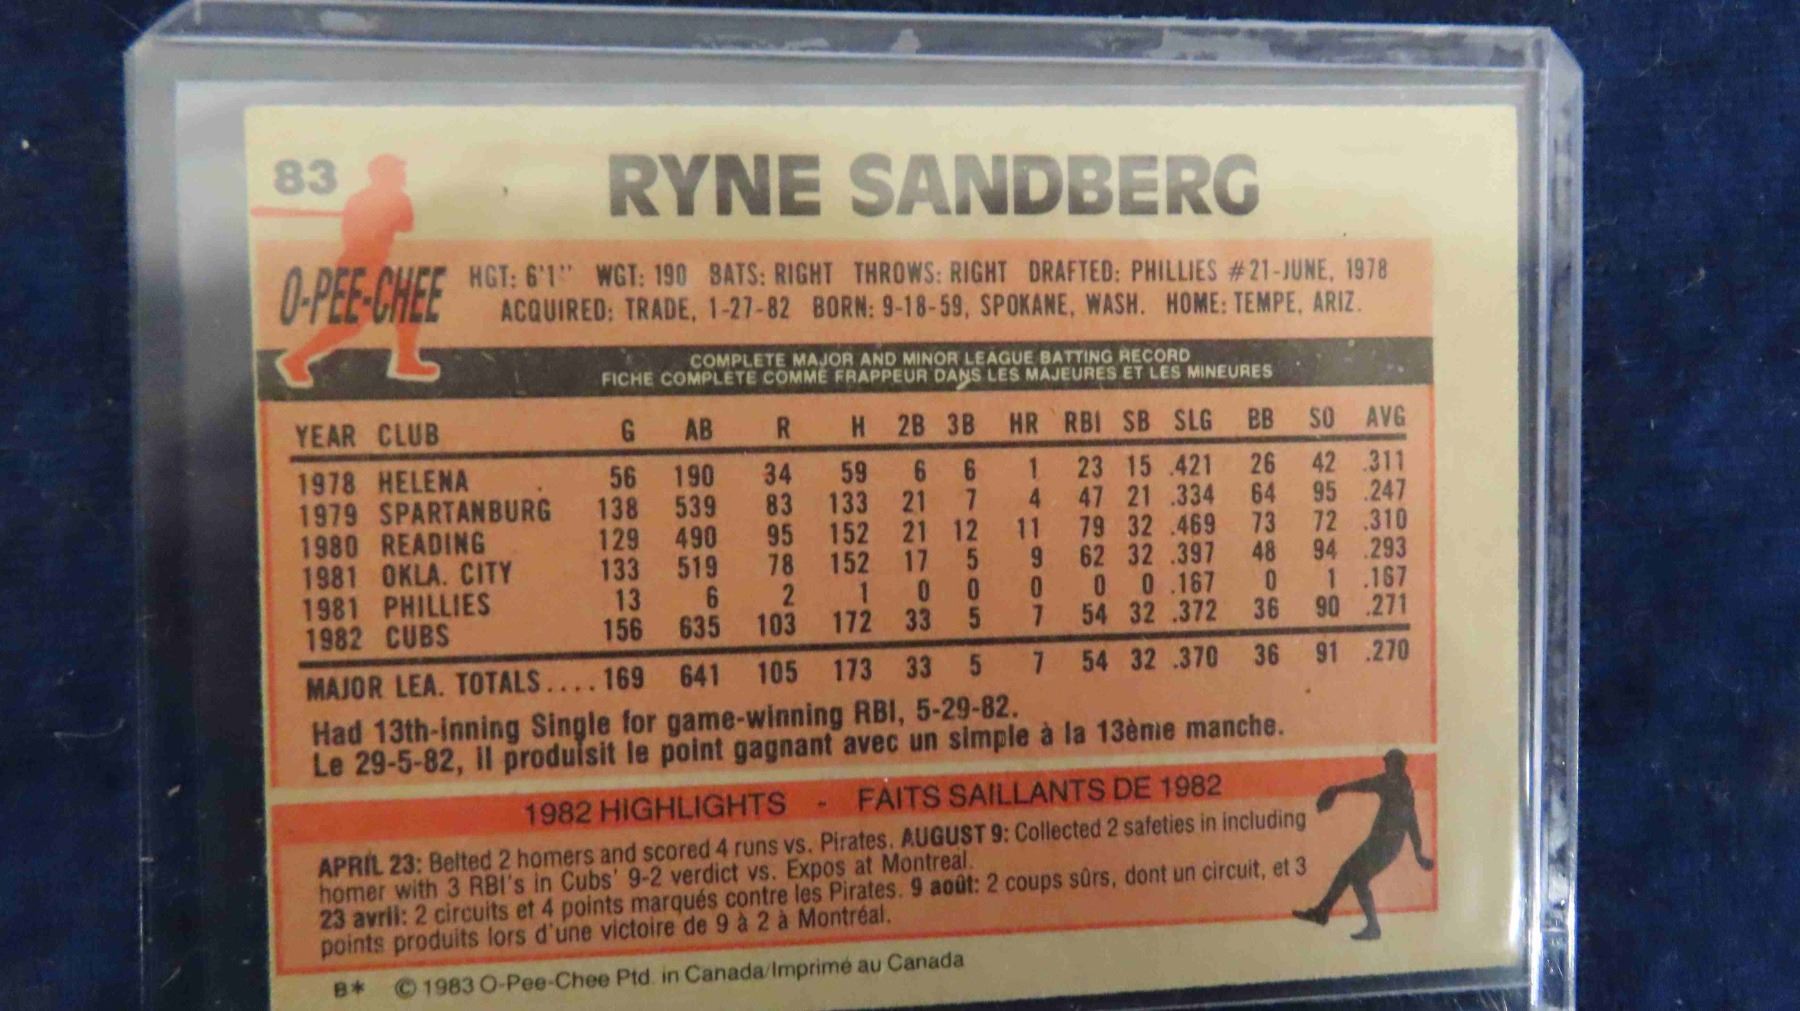 83
RYNE SANDBERG
O-PEE-CHEE
HGT: 6'1" WGT: 190 BATS: RIGHT THROWS: RIGHT DRAFTED: PHILLIES #21-JUNE, 1978
ACQUIRED: TRADE, 1-27-82 BORN: 9-18-59, SPOKANE, WASH. HOME: TEMPE, ARIZ.
COMPLETE MAJOR AND MINOR LEAGUE BATTING RECORD
FICHE COMPLETE COMME FRAPPEUR DANS LES MAJEURES ET LES MINEURES
YEAR CLUB G AB R H 2B 3B HR RBI SB SLG BB SO AVG
1978 HELENA 56 190 34 59 6 6 1 23 15 .421 26 42 .311
1979 SPARTANBURG 138 539 83 133 21 7 4 47 21 .334 64 95 .247
1980 READING 129 490 95 152 21 12 11 79 32 .469 73 72 .310
1981 OKLA. CITY 133 519 78 152 17 5 9 62 32 .397 48 94 .293
1981 PHILLIES 13 6 2 1 0 0 0 0 0 .167 0 1 .167
1982 CUBS 156 635 103 172 33 5 7 54 32 .372 36 90 .271
MAJOR LEA. TOTALS.... 169 641 105 173 33 5 7 54 32 .370 36 91 .270
Had 13th-inning Single for game-winning RBI, 5-29-82.
Le 29-5-82, il produisit le point gagnant avec un simple à la 13ème manche.
1982 HIGHLIGHTS - FAITS SAILLANTS DE 1982
APRIL 23: Belted 2 homers and scored 4 runs vs. Pirates. AUGUST 9: Collected 2 safeties in including
homer with 3 RBI's in Cubs' 9-2 verdict vs. Expos at Montreal.
23 avril: 2 circuits et 4 points marqués contre les Pirates. 9 août: 2 coups sûrs, dont un circuit, et 3
points produits lors d'une victoire de 9 à 2 à Montréal.
B* © 1983 O-Pee-Chee Ptd. in Canada/Imprimé au Canada